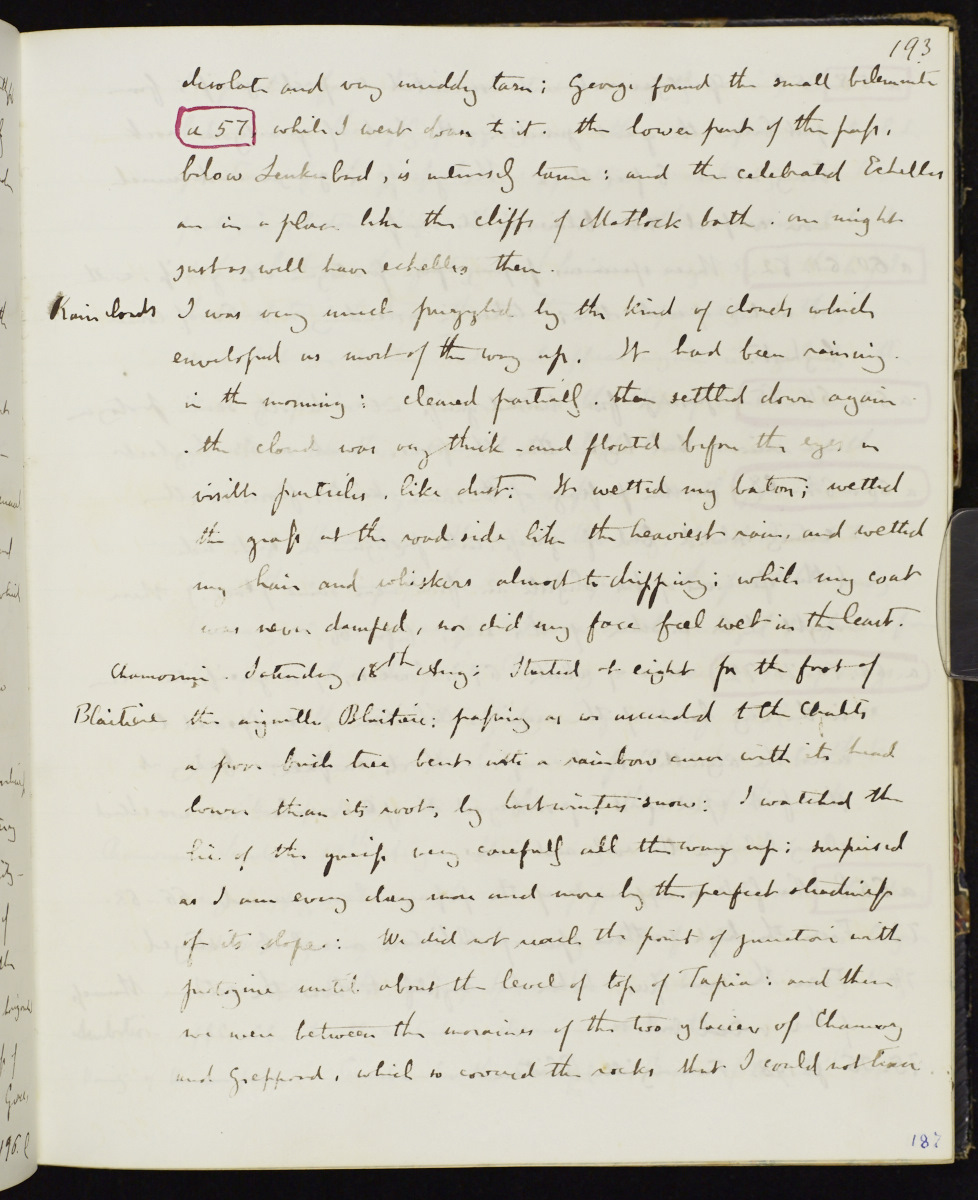 193
desolate and very muddy tarn; George found the small belemnite
a 57, while I went down to it. the lower part of the pass,
below Leukerbad, is intensely tame: and the celebrated Echelles
are in a place like the cliffs of Matlock bath. one might
just as well have echelles there.
Rain clouds I was very much puzzled by the kind of clouds which
enveloped us most of the way up. It had been raining
in the morning: cleared partially. then settled down again
. the cloud was very thick - and floated before the eyes in
visible particles, like dust: It wetted my baton; wetted
the grass at the road side like the heaviest rain, and wetted
my hair and whiskers almost to dripping; while my coat
was never damped, nor did my face feel wet in the least.
Chamouni. Saturday 18th Aug: Started at eight for the foot of
Blaitiere the aiguille Blaitiere; passing as we ascended to the Chalets
a poor birch tree bent into a rainbow curve with its head
lower than its root, by last winters snow: I watched the
lie of the gneiss very carefully all the way up; surprised
as I am every day more and more by the perfect steadiness
of its slopes: We did not reach the point of junction with
protogine until about the level of top of Tapia: and then
we were between the moraines of the two glaciers of Chamouny
and Greppond, which so covered the rocks that I could not trace
187